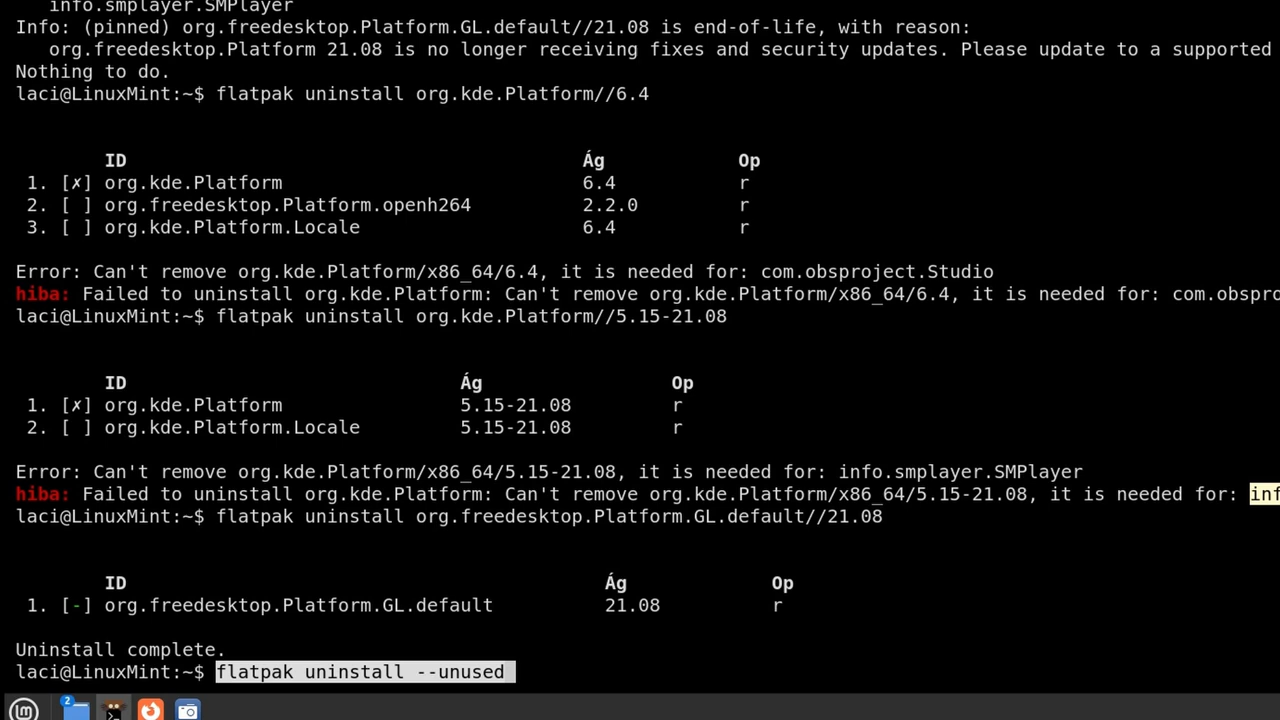 info.smplayer.SMPlayer
Info: (pinned) org.freedesktop.Platform.GL.default//21.08 is end-of-life, with reason:
org.freedesktop.Platform 21.08 is no longer receiving fixes and security updates. Please update to a supported
Nothing to do.
laci@LinuxMint:~$ flatpak uninstall org.kde.Platform//6.4
ID Ág Op
1. [✗] org.kde.Platform 6.4 r
2. [ ] org.freedesktop.Platform.openh264 2.2.0 r
3. [ ] org.kde.Platform.Locale 6.4 r
Error: Can't remove org.kde.Platform/x86_64/6.4, it is needed for: com.obsproject.Studio
hiba: Failed to uninstall org.kde.Platform: Can't remove org.kde.Platform/x86_64/6.4, it is needed for: com.obspro
laci@LinuxMint:~$ flatpak uninstall org.kde.Platform//5.15-21.08
ID Ág Op
1. [✗] org.kde.Platform 5.15-21.08 r
2. [ ] org.kde.Platform.Locale 5.15-21.08 r
Error: Can't remove org.kde.Platform/x86_64/5.15-21.08, it is needed for: info.smplayer.SMPlayer
hiba: Failed to uninstall org.kde.Platform: Can't remove org.kde.Platform/x86_64/5.15-21.08, it is needed for: inf
laci@LinuxMint:~$ flatpak uninstall org.freedesktop.Platform.GL.default//21.08
ID Ág Op
1. [-] org.freedesktop.Platform.GL.default 21.08 r
Uninstall complete.
laci@LinuxMint:~$ flatpak uninstall --unused
2